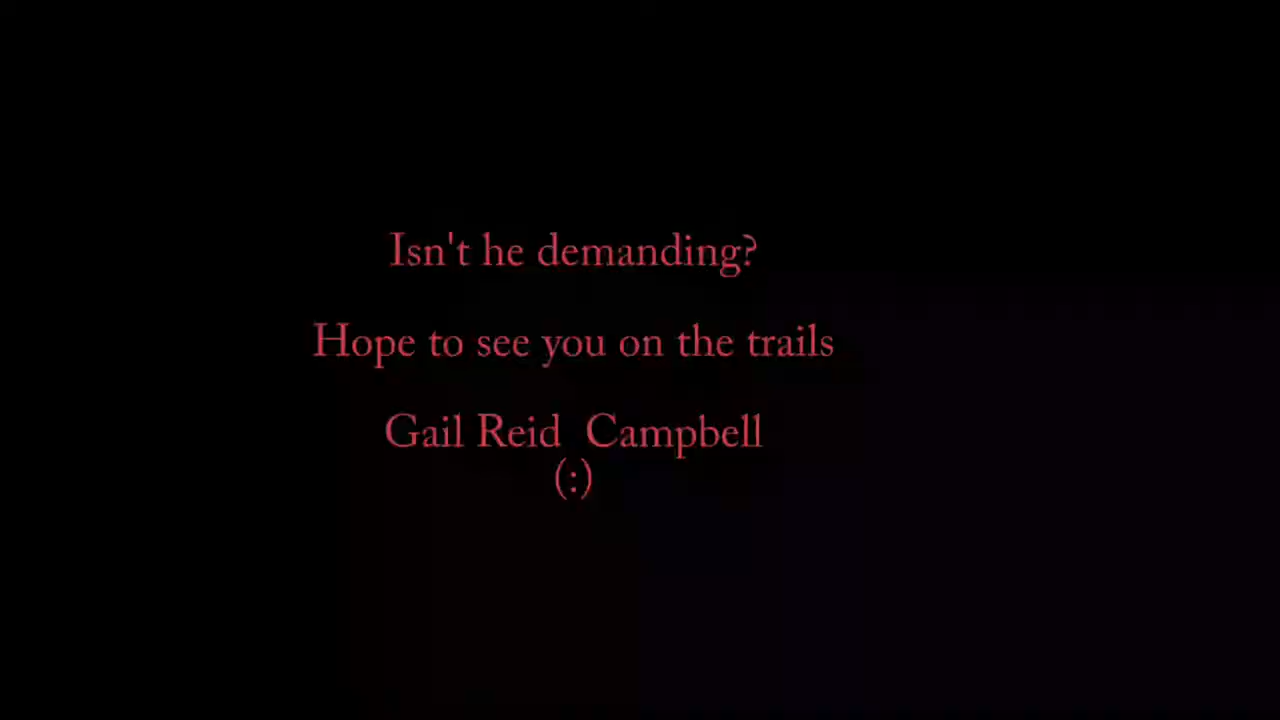 Isn't he demanding?
Hope to see you on the trails
Gail Reid  Campbell
(:)